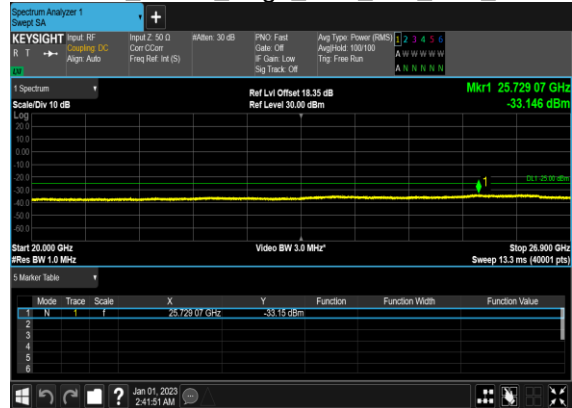 Spectrum Analyzer 1
Swept SA
+
KEYSIGHT Input: RF Input Z: 50 Ω #Atten: 30 dB PNO: Fast Avg Type: Power (RMS) 1 2 3 4 5 6
R T Coupling: DC Corr CCorr Gate: Off Avg|Hold: 100/100 A W W W W W
Align: Auto Freq Ref: Int (S) IF Gain: Low Trig: Free Run
Sig Track: Off A N N N N N
1 Spectrum Ref Lvl Offset 18.35 dB Mkr1 25.729 07 GHz
Scale/Div 10 dB Ref Level 30.00 dBm -33.146 dBm
Log
20.0
10.0
0.00
-10.0
-20.0
1 DL1 -25.00 dBm
-30.0
-40.0
-50.0
-60.0
Start 20.000 GHz Video BW 3.0 MHz* Stop 26.900 GHz
#Res BW 1.0 MHz Sweep 13.3 ms (40001 pts)
5 Marker Table
Mode Trace Scale X Y Function Function Width Function Value
1 N 1 f 25.729 07 GHz -33.15 dBm
2
3
4
5
6
? Jan 01, 2023
2:41:51 AM